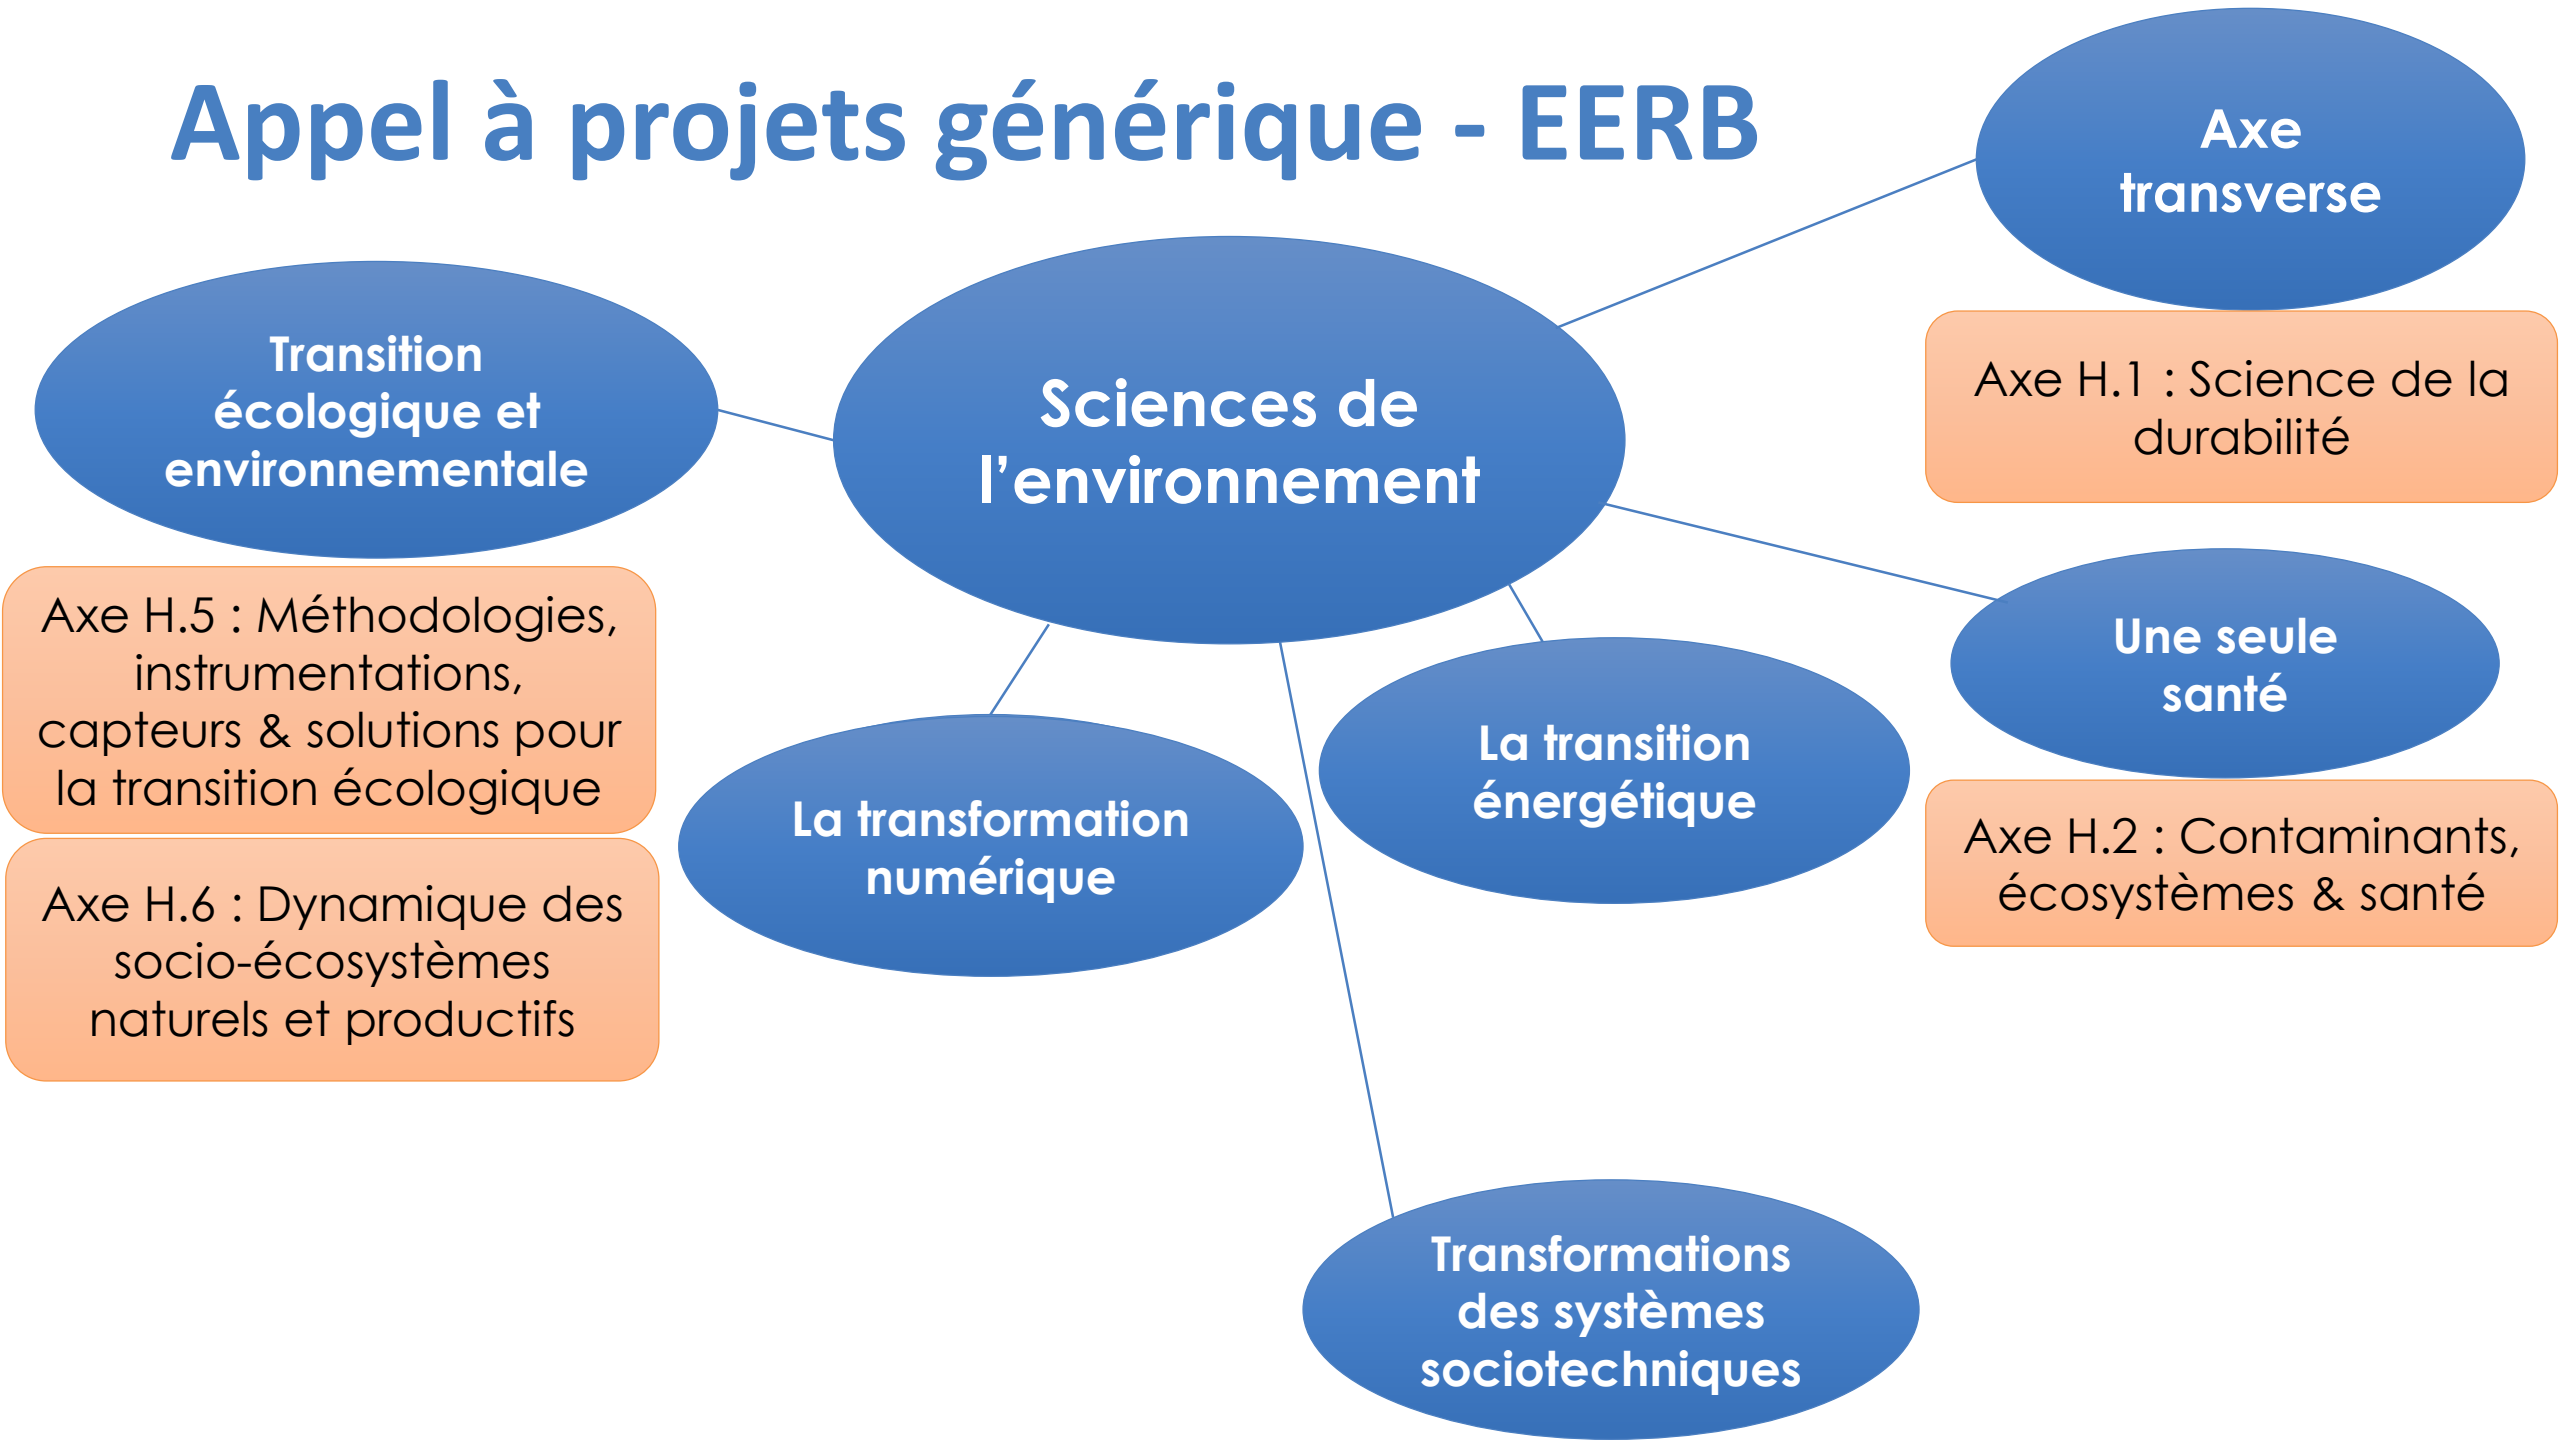 Appel à projets générique - EERB
Axe
transverse
Axe H.1 : Science de la
durabilité
Sciences de
l’environnement
Transition
écologique et
environnementale
Axe H.5 : Méthodologies,
instrumentations,
capteurs & solutions pour
la transition écologique
Axe H.6 : Dynamique des
socio-écosystèmes
naturels et productifs
La transformation
numérique
La transition
énergétique
Une seule
santé
Axe H.2 : Contaminants,
écosystèmes & santé
Transformations
des systèmes
sociotechniques